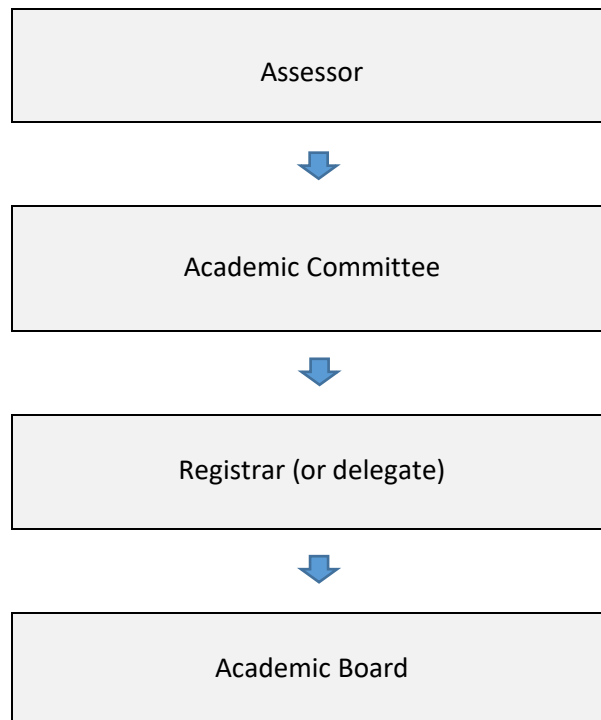 Assessor
Academic Committee
Registrar (or delegate)
Academic Board